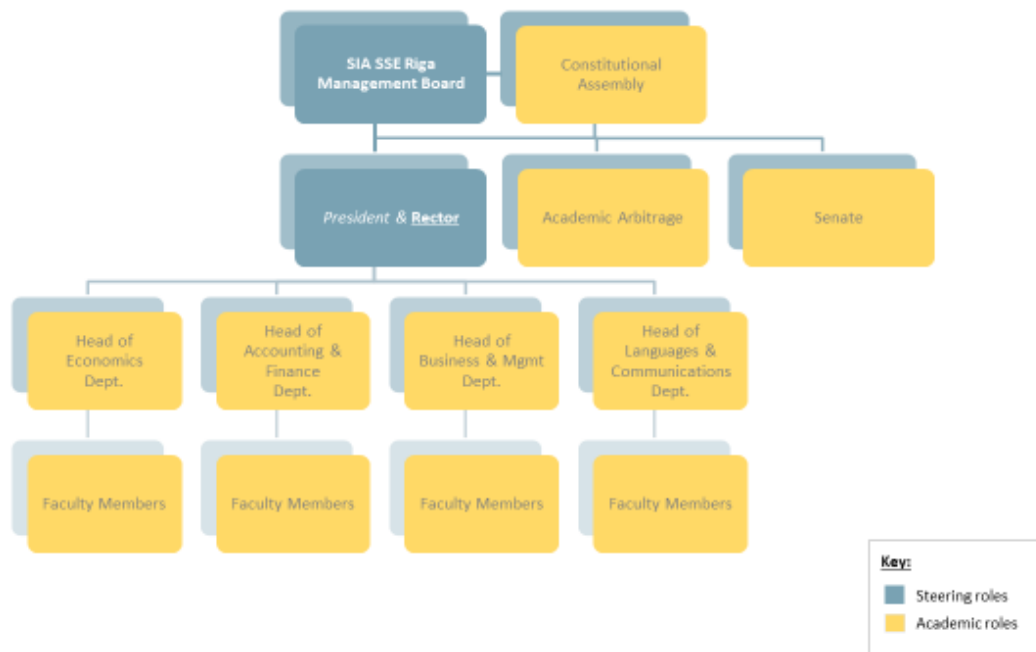 SIA SSE Riga
Management Board
Constitutional
Assembly
President & Rector
Academic Arbitrage
Senate
Head of
Economics
Dept.
Head of
Accounting &
Finance
Dept.
Head of
Business & Mgmt
Dept.
Head of
Languages &
Communications
Dept.
Faculty Members
Faculty Members
Faculty Members
Faculty Members
Key:
Steering roles
Academic roles